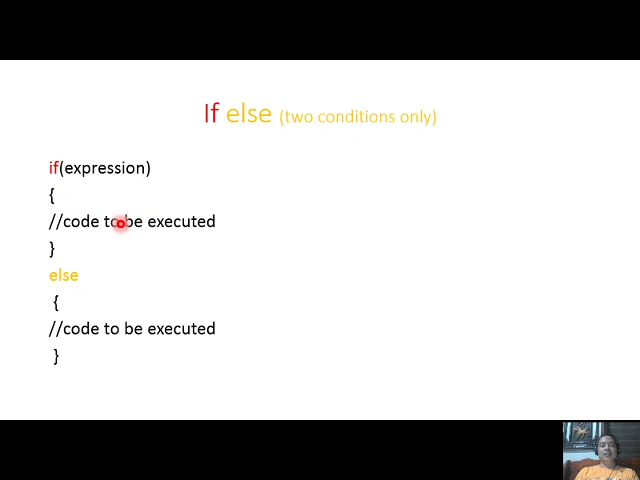 If else (two conditions only)
if(expression)
{
//code to be executed
}
else
{
//code to be executed
}